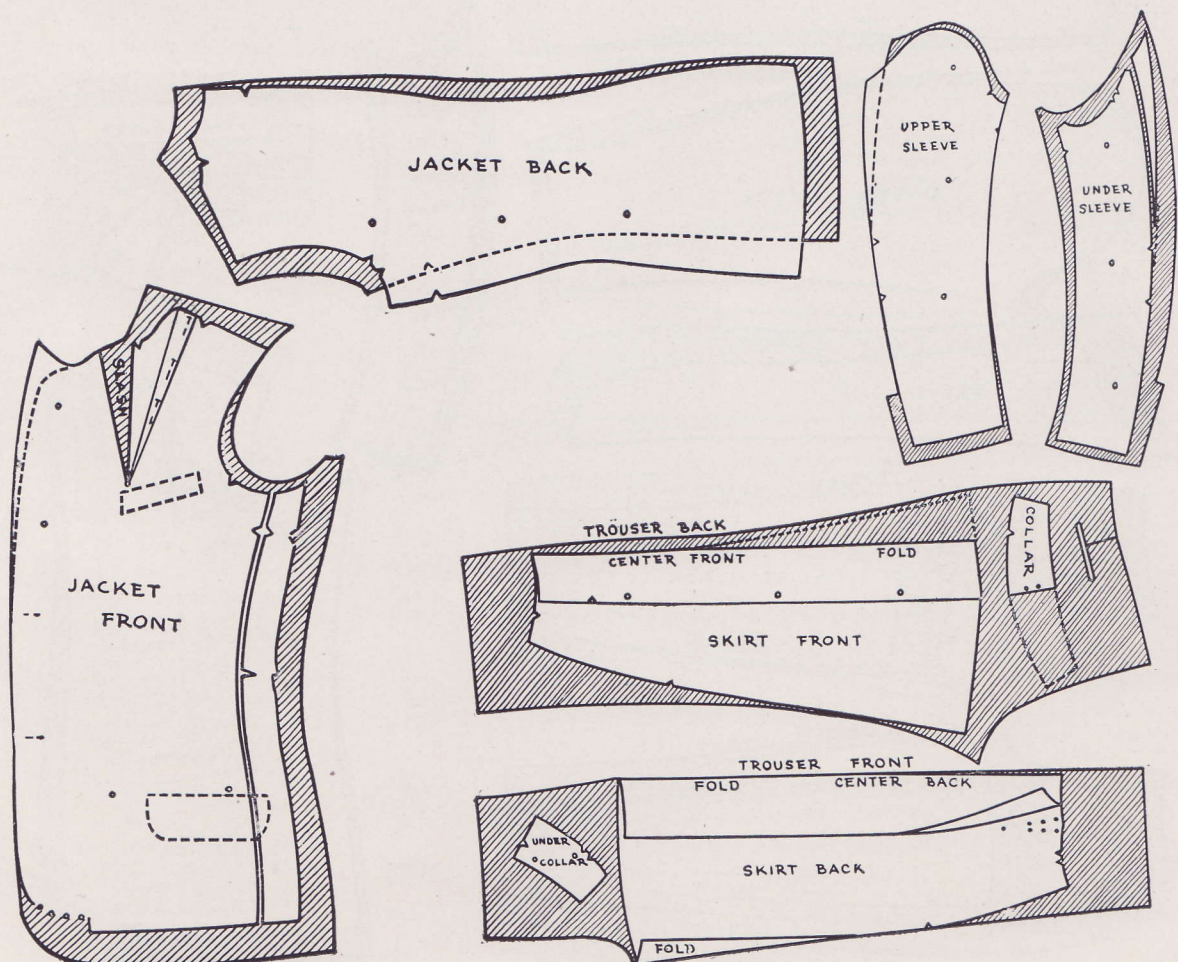 JACKET BACK
UPPER
SLEEVE
UNDER
SLEEVE
SLASH
JACKET
FRONT
TROUSER BACK
CENTER FRONT FOLD
COLLAR
SKIRT FRONT
TROUSER FRONT
FOLD CENTER BACK
UNDER
COLLAR
SKIRT BACK
FOLD